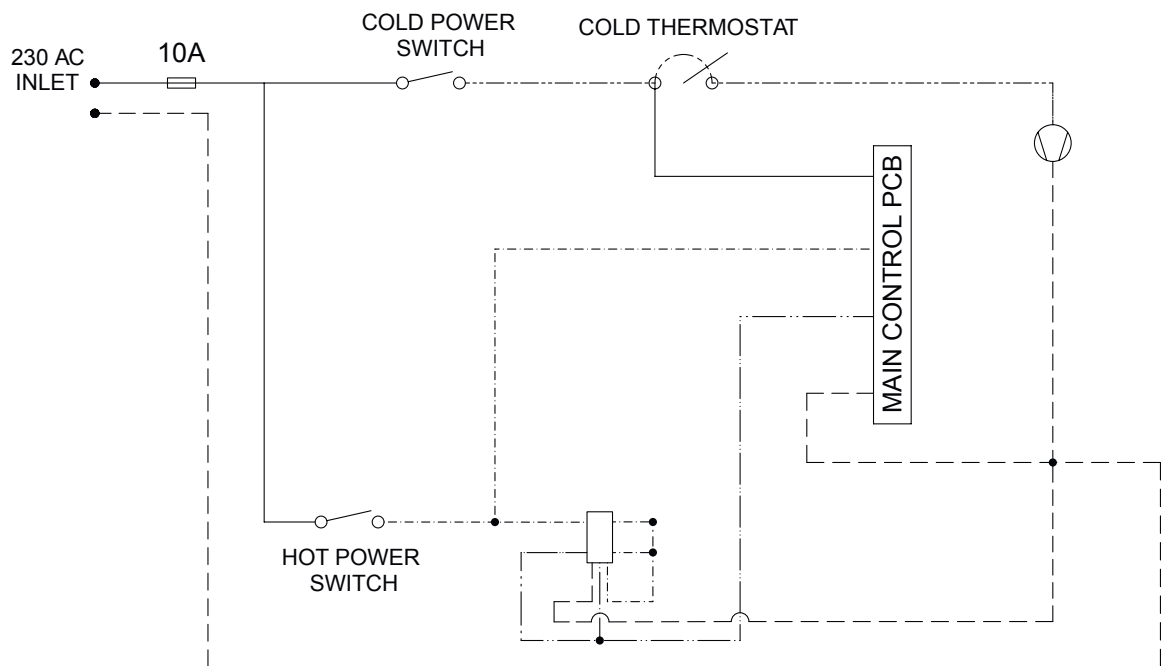 COLD POWER
SWITCH
COLD THERMOSTAT
230 AC
INLET
10A
MAIN CONTROL PCB
HOT POWER
SWITCH